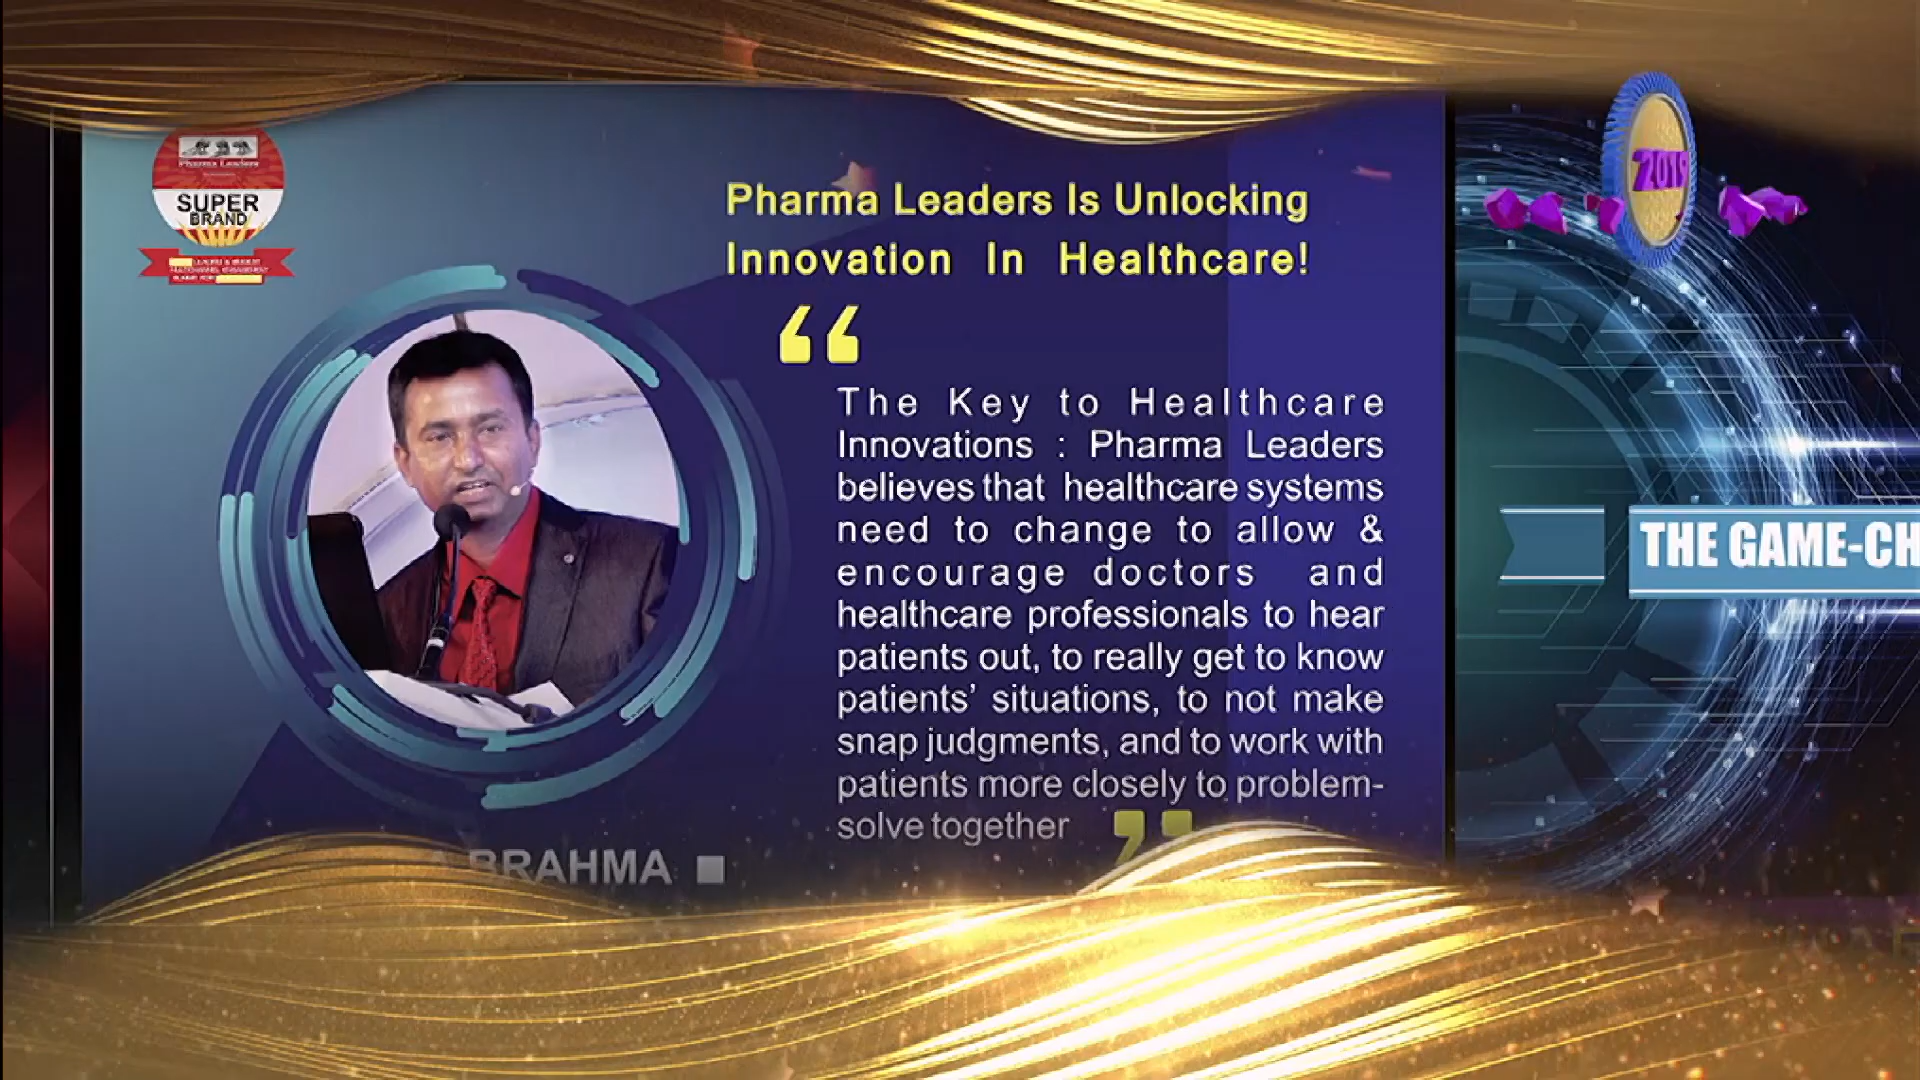 Pharma Leaders
SUPER
BRAND
2019
Pharma Leaders Is Unlocking
Innovation In Healthcare!
“
The Key to Healthcare
Innovations : Pharma Leaders
believes that healthcare systems
need to change to allow &
encourage doctors and
healthcare professionals to hear
patients out, to really get to know
patients’ situations, to not make
snap judgments, and to work with
patients more closely to problem-
solve together ”
A BRAHMA
THE GAME-CH